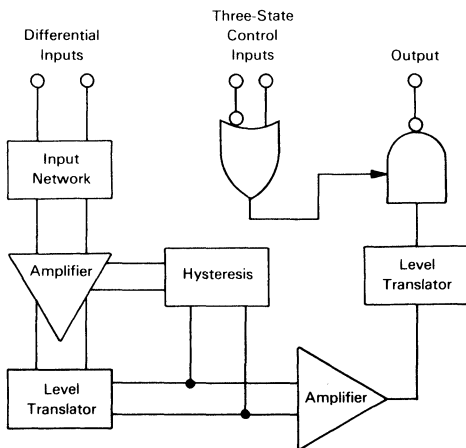 Differential
Inputs
Three-State
Control
Inputs
Output
Input
Network
Amplifier
Hysteresis
Level
Translator
Level
Translator
Amplifier